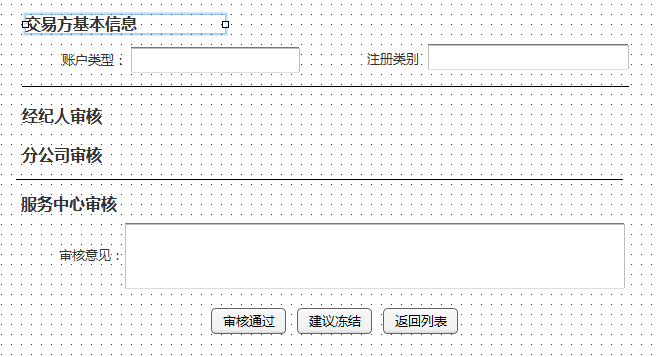 交易方基本信息
账户类型： 注册类别
经纪人审核
分公司审核
服务中心审核
审核意见：
审核通过 建议冻结 返回列表